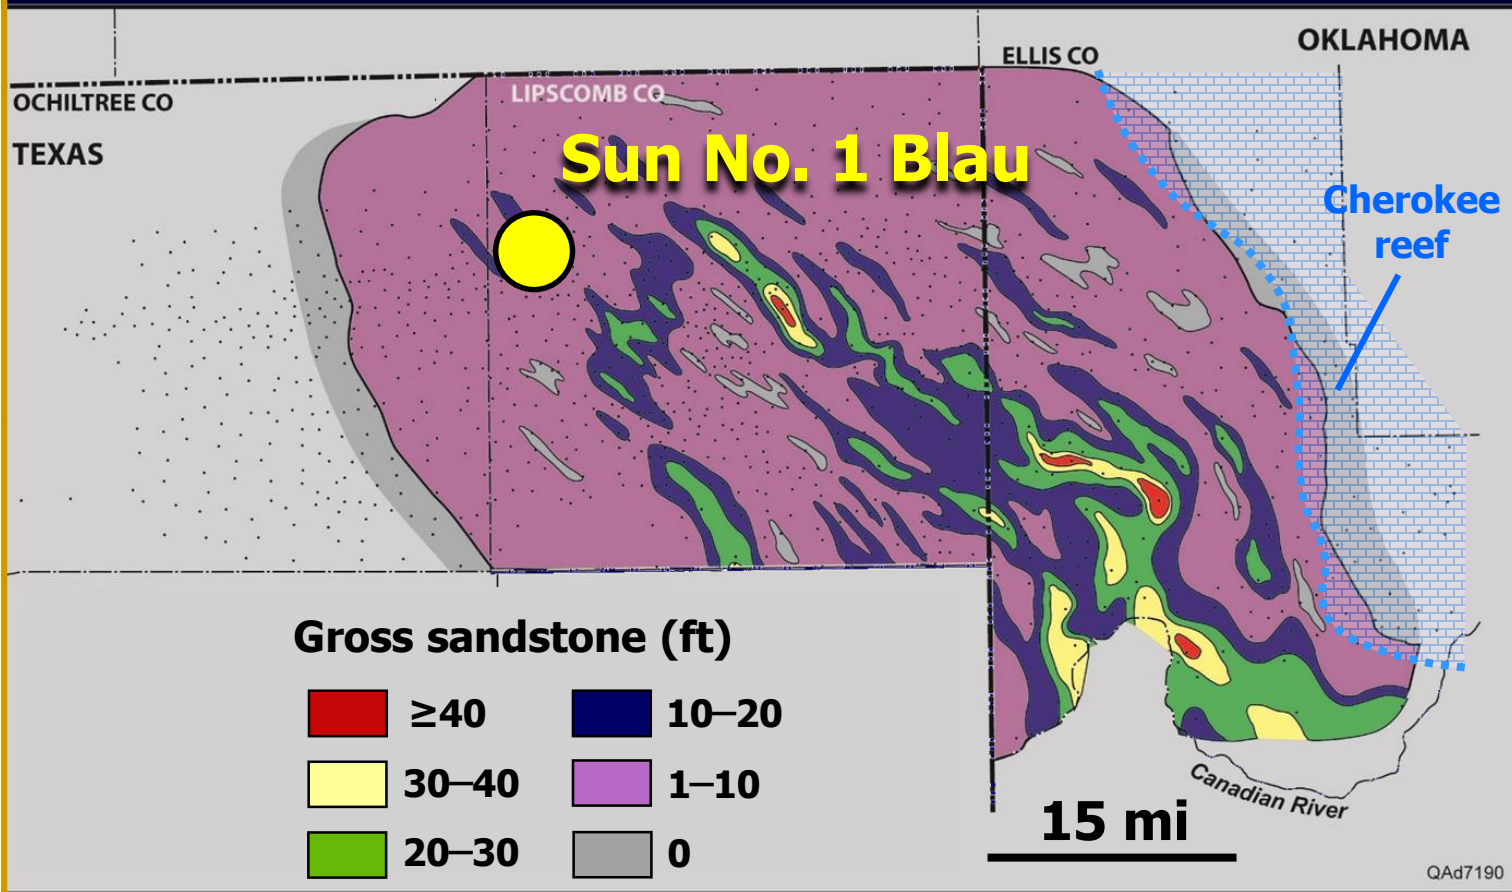 OKLAHOMA
ELLIS CO
OCHILTREE CO
LIPSCOMB CO
TEXAS
Sun No. 1 Blau
Cherokee
reef
Gross sandstone (ft)
≥40
10–20
30–40
1–10
20–30
0
Canadian River
15 mi
QAd7190